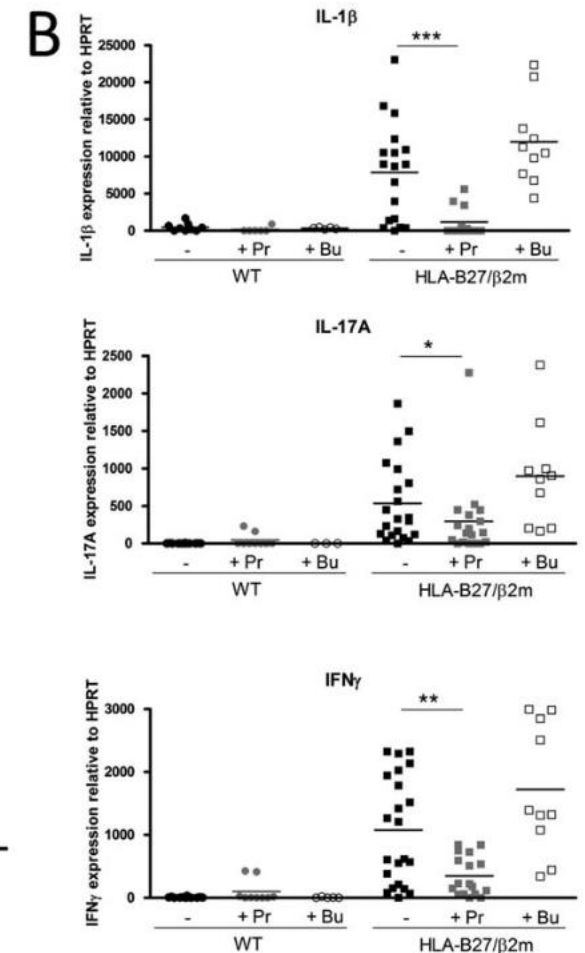 B
IL-1β
IL-1β expression relative to HPRT
25000
20000
15000
10000
5000
0
***
- + Pr + Bu - + Pr + Bu
WT HLA-B27/β2m
IL-17A
IL-17A expression relative to HPRT
2500
2000
1500
1000
500
0
*
- + Pr + Bu - + Pr + Bu
WT HLA-B27/β2m
IFNγ
IFNγ expression relative to HPRT
3000
2000
1000
0
**
- + Pr + Bu - + Pr + Bu
WT HLA-B27/β2m